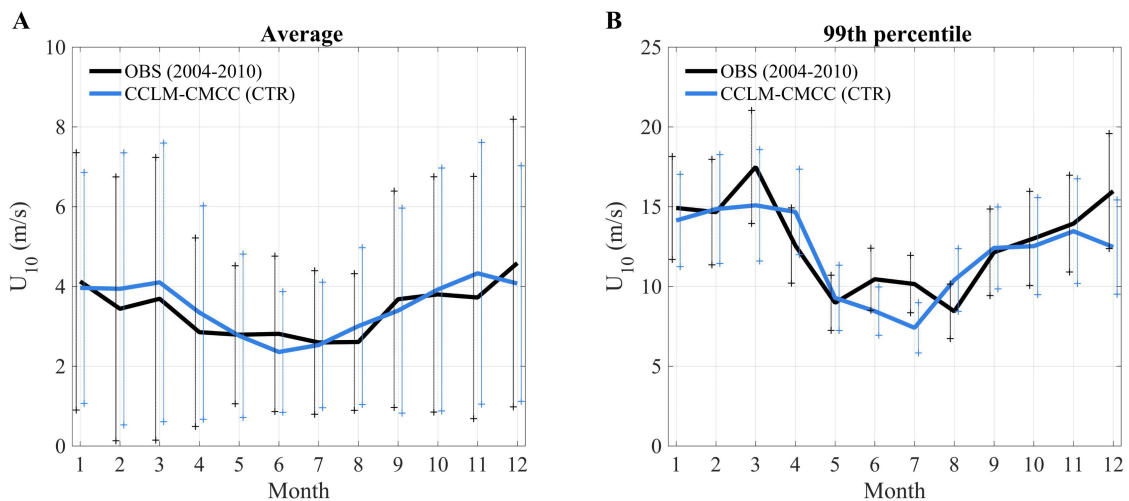 A
Average
10
8
6
4
2
0
U10 (m/s)
OBS (2004-2010)
CCLM-CMCC (CTR)
1 2 3 4 5 6 7 8 9 10 11 12
Month
B
99th percentile
25
20
15
10
5
0
U10 (m/s)
OBS (2004-2010)
CCLM-CMCC (CTR)
1 2 3 4 5 6 7 8 9 10 11 12
Month